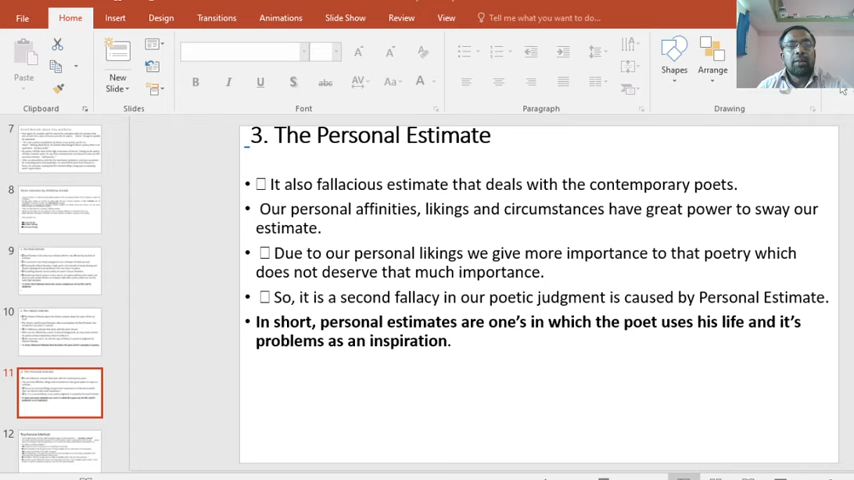 File Home Insert Design Transitions Animations Slide Show Review View Tell me what you want to do...
Paste
New
Slide
B I U S abc AV Aa A
Shapes Arrange
Clipboard Slides Font Paragraph Drawing
7
8
9
10
11
12
3. The Personal Estimate
• It also fallacious estimate that deals with the contemporary poets.
• Our personal affinities, likings and circumstances have great power to sway our
estimate.
• Due to our personal likings we give more importance to that poetry which
does not deserve that much importance.
• So, it is a second fallacy in our poetic judgment is caused by Personal Estimate.
• In short, personal estimates are one's in which the poet uses his life and it's
problems as an inspiration.